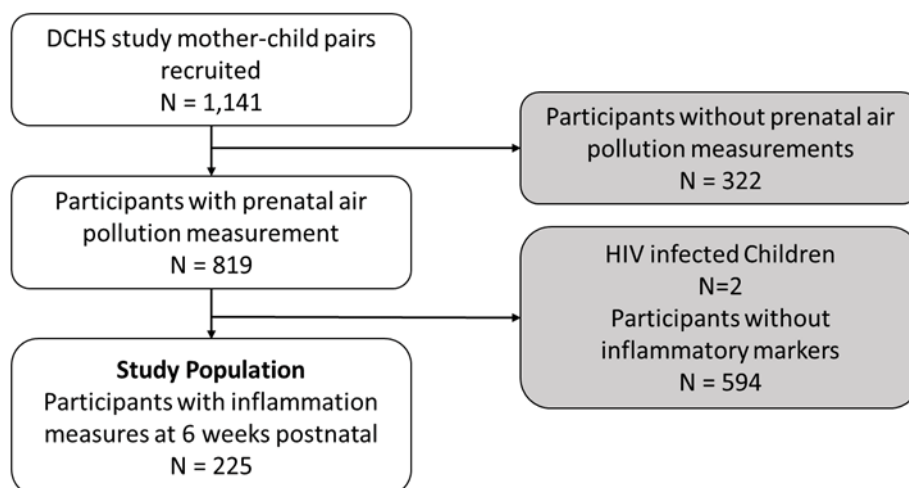 DCHS study mother-child pairs
recruited
N = 1,141
Participants without prenatal air
pollution measurements
N = 322
Participants with prenatal air
pollution measurement
N = 819
HIV infected Children
N=2
Participants without
inflammatory markers
N = 594
Study Population
Participants with inflammation
measures at 6 weeks postnatal
N = 225